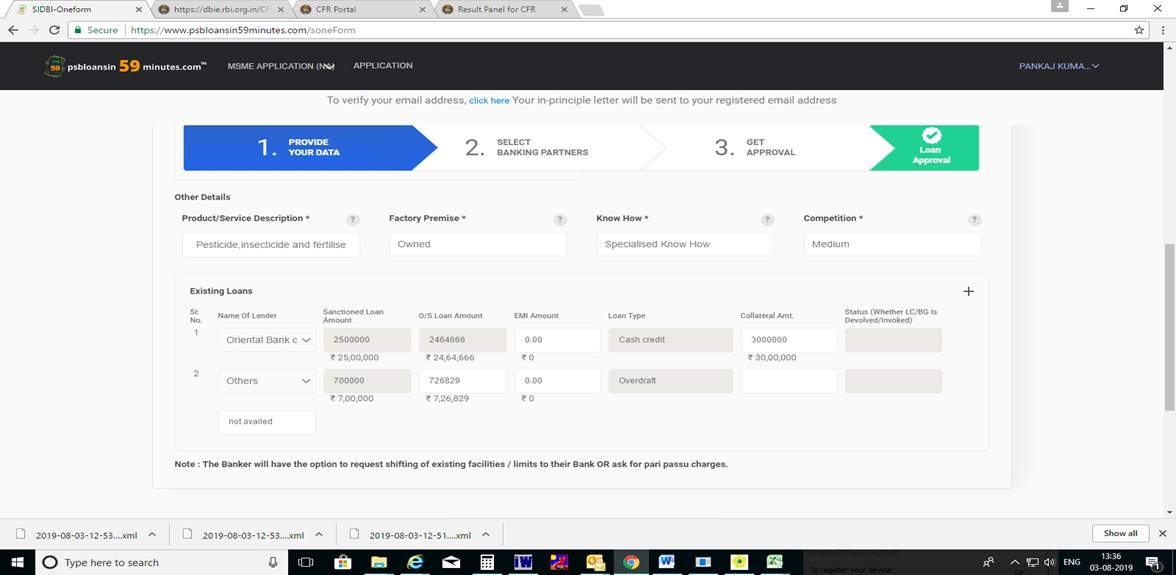 SIDBI-Oneform
https://dbie.rbi.org.in/CF
CFR Portal
Result Panel for CFR
Secure https://www.psbloansin59minutes.com/soneForm
psbloansin 59 minutes.com™
MSME APPLICATION
APPLICATION
PANKAJ KUMA...
To verify your email address, click here Your in-principle letter will be sent to your registered email address
1. PROVIDE
YOUR DATA
2. SELECT
BANKING PARTNERS
3. GET
APPROVAL
Loan
Approval
Other Details
Product/Service Description * ? Factory Premise * ? Know How * ? Competition * ?
Pesticide,insecticide and fertilise Owned Specialised Know How Medium
Existing Loans
Sr. No. Name Of Lender Sanctioned Loan Amount O/S Loan Amount EMI Amount Loan Type Collateral Amt. Status (Whether LC/BG Is Devolved/Invoked)
1 Oriental Bank c 2500000 2464666 0.00 Cash credit 3000000
₹ 25,00,000 ₹ 24,64,666 ₹ 0 ₹ 30,00,000
2 Others 700000 726829 0.00 Overdraft
₹ 7,00,000 ₹ 7,26,829 ₹ 0
not availed
Note : The Banker will have the option to request shifting of existing facilities / limits to their Bank OR ask for pari passu charges.
2019-08-03-12-53....xml 2019-08-03-12-53....xml 2019-08-03-12-51....xml Show all
Type here to search
To register your device
ENG
13:36
03-08-2019